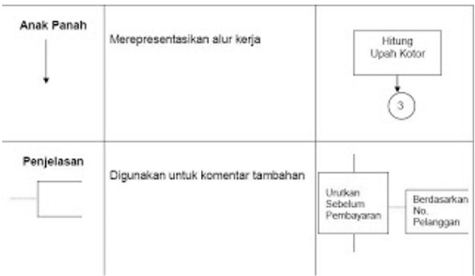 Anak Panah
Merepresentasikan alur kerja
Hitung
Upah Kotor
3
Penjelasan
Digunakan untuk komentar tambahan
Urutkan
Sebelum
Pembayaran
Berdasarkan
No.
Pelanggan